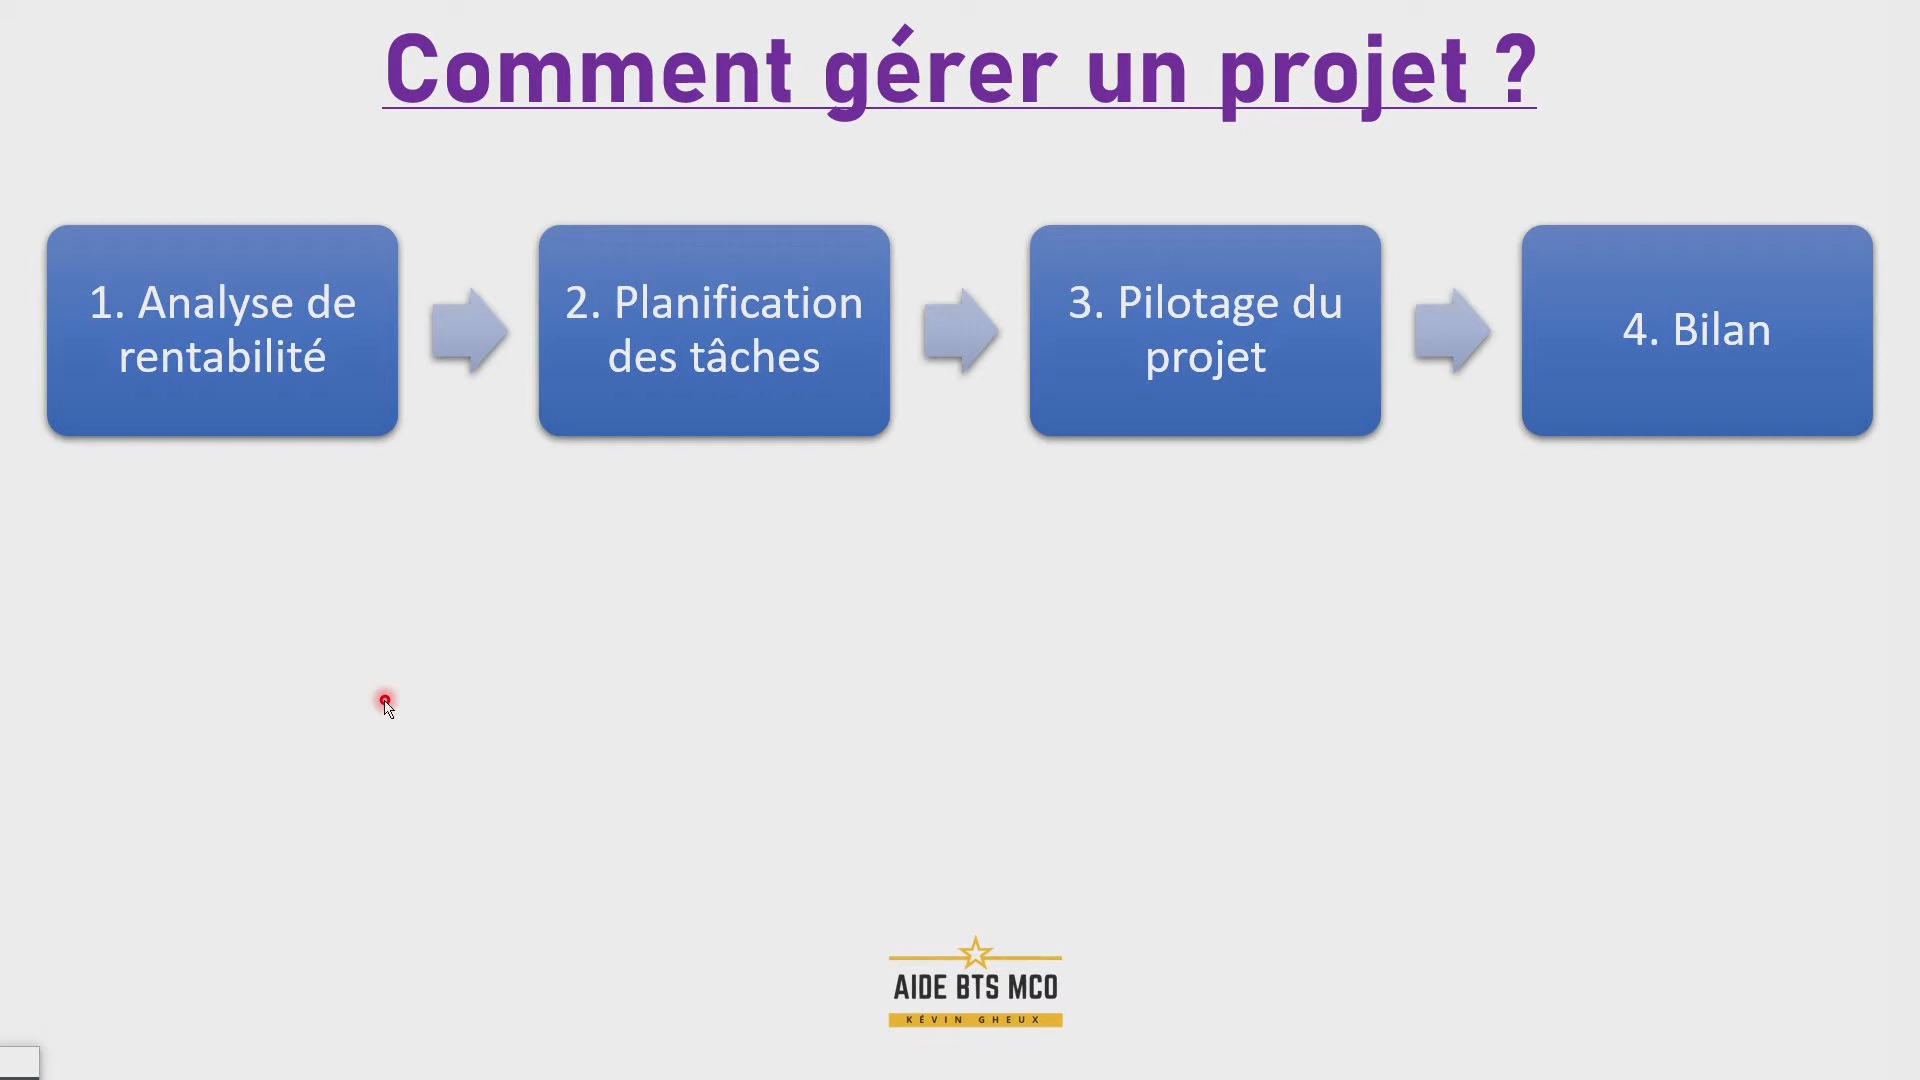 Comment gérer un projet ?
1. Analyse de
rentabilité
2. Planification
des tâches
3. Pilotage du
projet
4. Bilan
AIDE BTS MCO
KÉVIN GHEUX